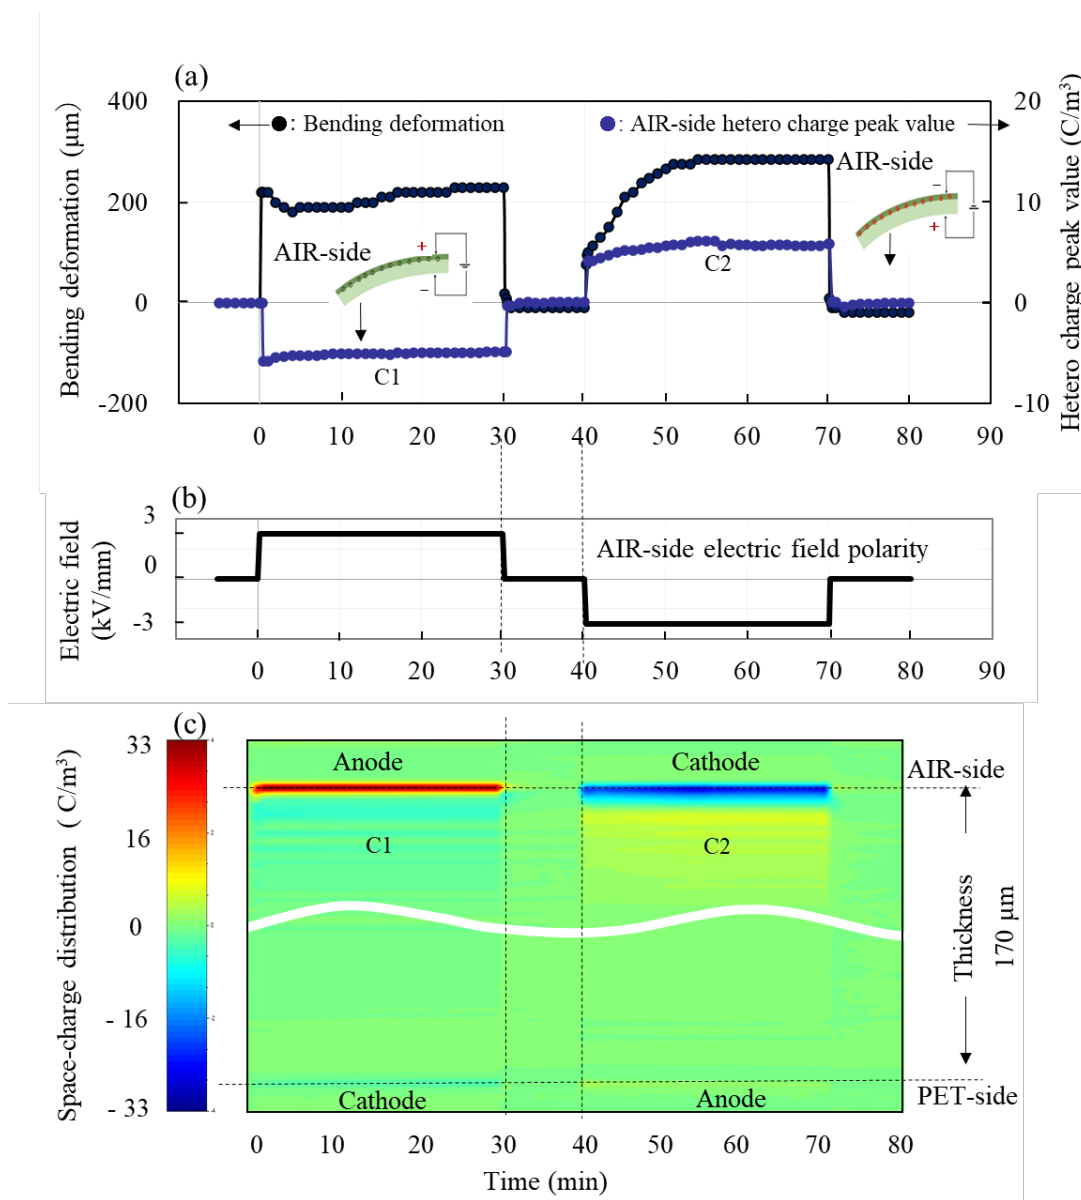 (a)
400
200
0
-200
Bending deformation (μm)
: Bending deformation
: AIR-side hetero charge peak value
20
10
0
-10
Hetero charge peak value (C/m³)
AIR-side
+
−
C1
AIR-side
−
+
C2
0 10 20 30 40 50 60 70 80 90
(b)
3
0
-3
Electric field
(kV/mm)
AIR-side electric field polarity
0 10 20 30 40 50 60 70 80 90
(c)
33
16
0
- 16
- 33
Space-charge distribution ( C/m³)
Anode
Cathode
AIR-side
C1
C2
Thickness
170 μm
Cathode
Anode
PET-side
0 10 20 30 40 50 60 70 80
Time (min)